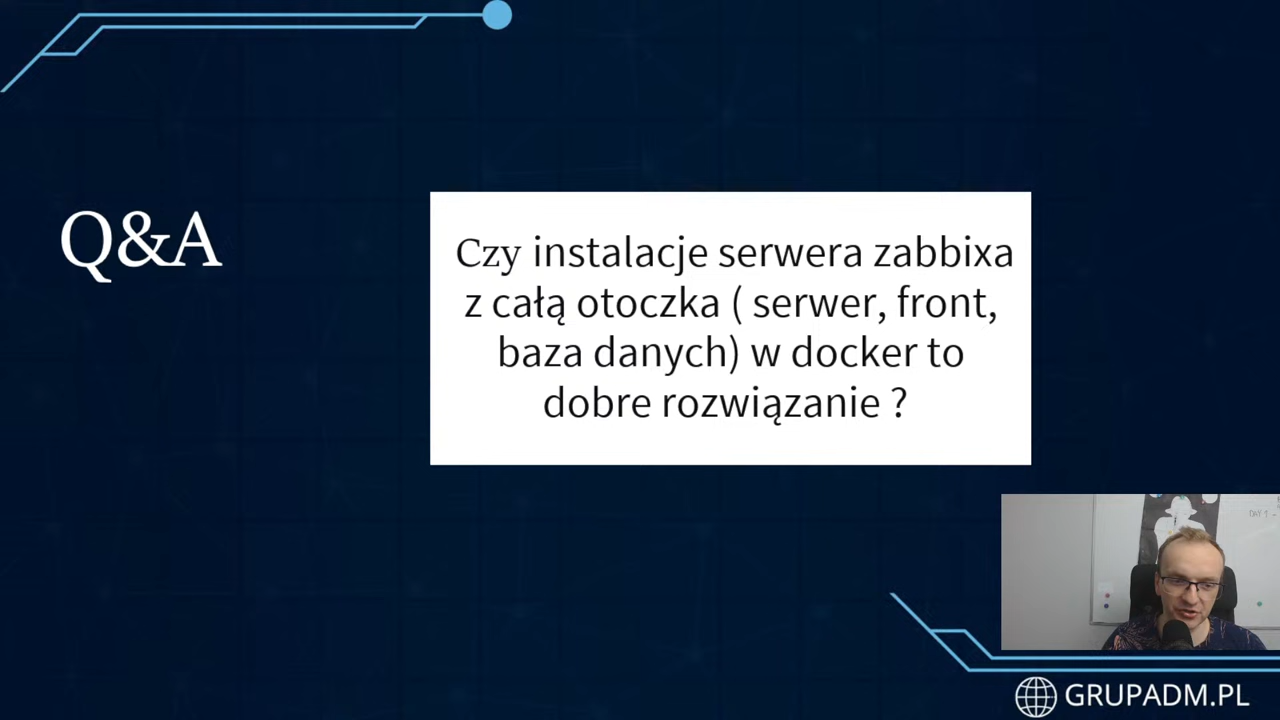 Q&A
Czy instalacje serwera zabbixa
z całą otoczka ( serwer, front,
baza danych) w docker to
dobre rozwiązanie ?
GRUPADM.PL